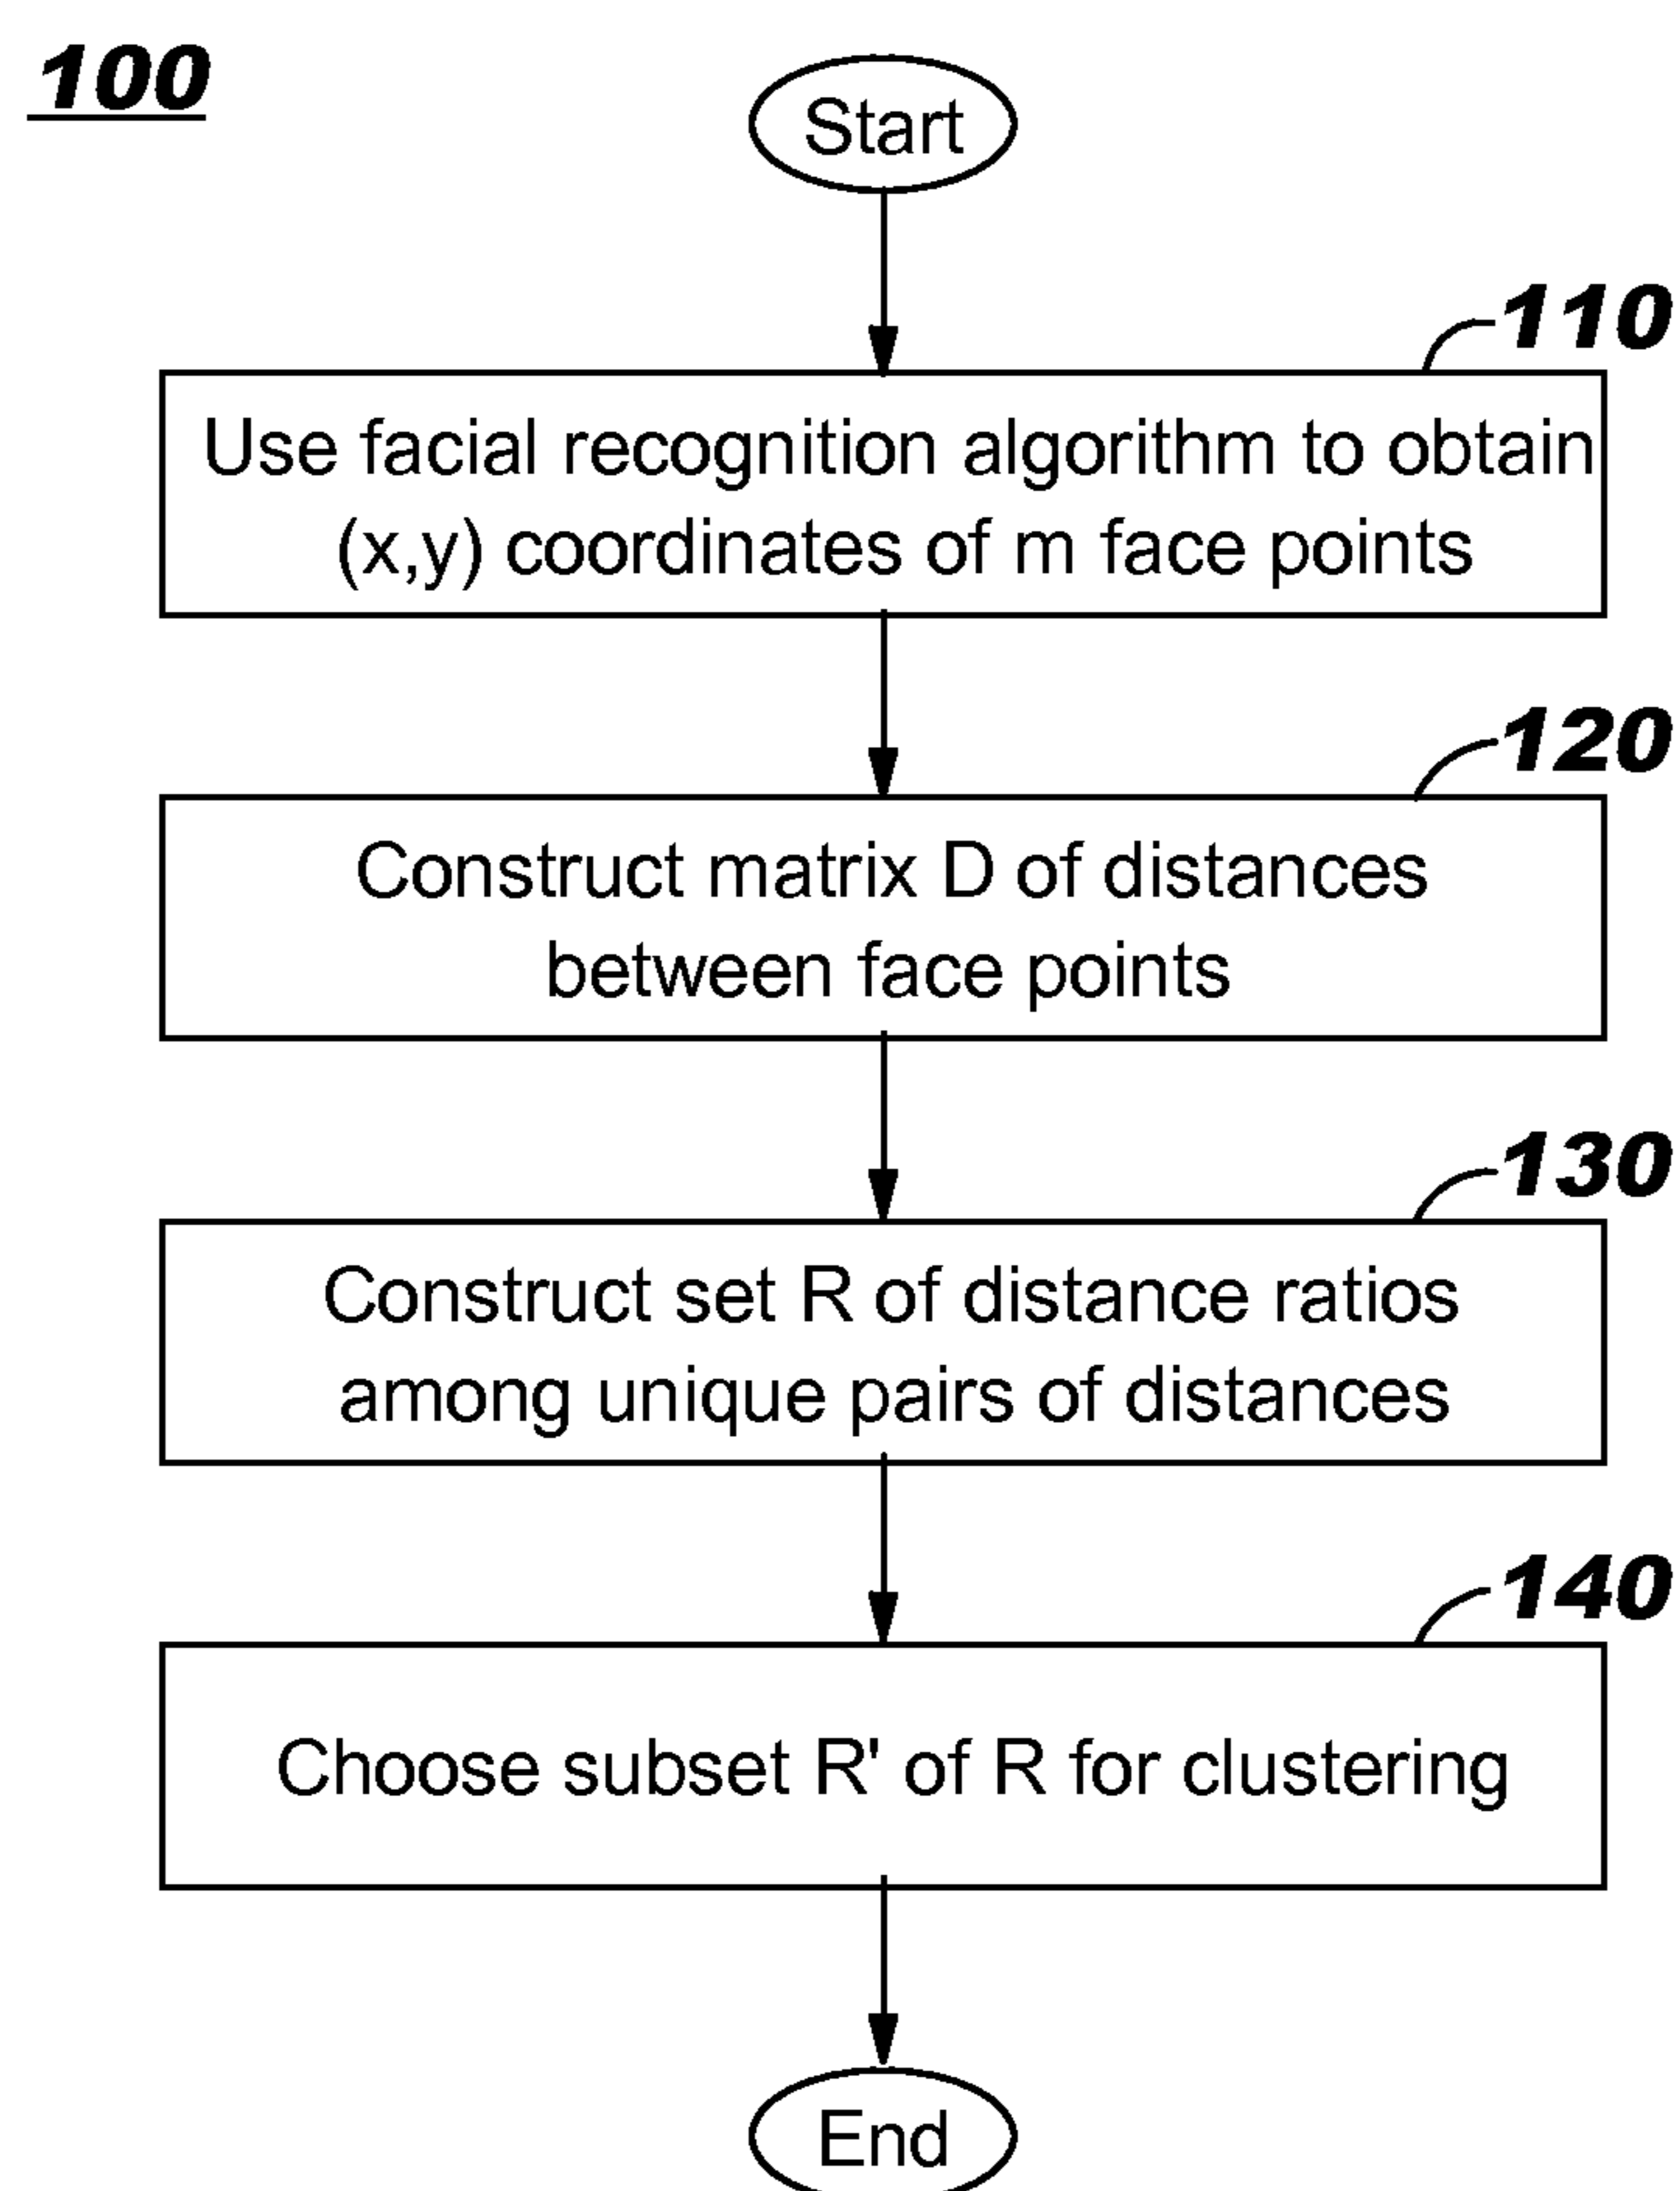 100
Start
110
Use facial recognition algorithm to obtain
(x,y) coordinates of m face points
120
Construct matrix D of distances
between face points
130
Construct set R of distance ratios
among unique pairs of distances
140
Choose subset R' of R for clustering
End